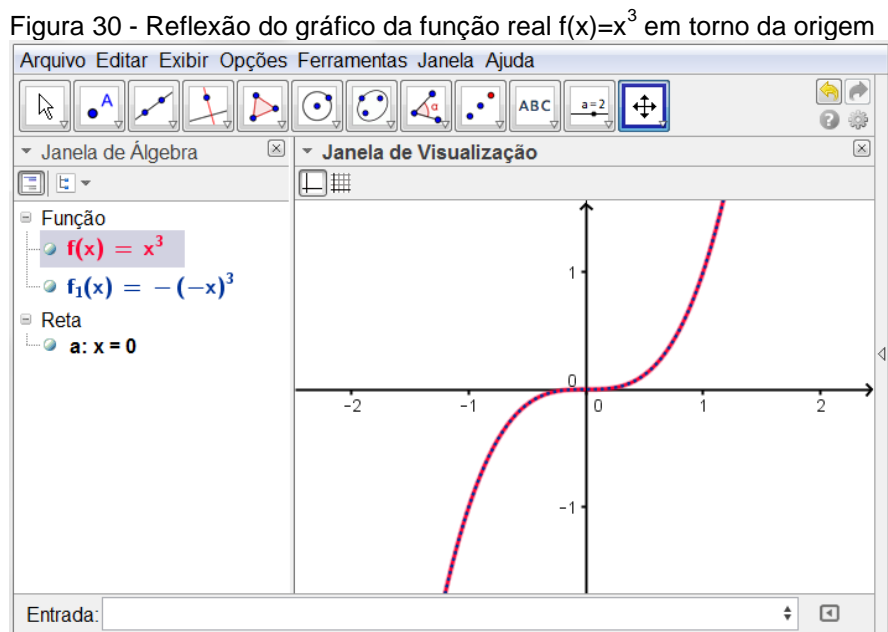 Figura 30 - Reflexão do gráfico da função real f(x)=x³ em torno da origem
Arquivo Editar Exibir Opções Ferramentas Janela Ajuda
A
α
ABC
a=2
Janela de Álgebra
Janela de Visualização
Função
f(x) = x³
f₁(x) = −(−x)³
Reta
a: x = 0
1
0
-2 -1 0 1 2
-1
Entrada: